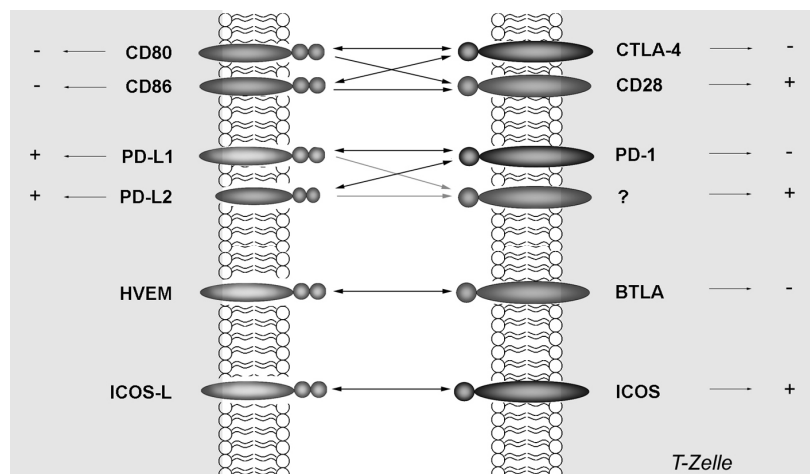 - CD80 CTLA-4 -
- CD86 CD28 +
+ PD-L1 PD-1 -
+ PD-L2 ? +
HVEM BTLA -
ICOS-L ICOS +
T-Zelle